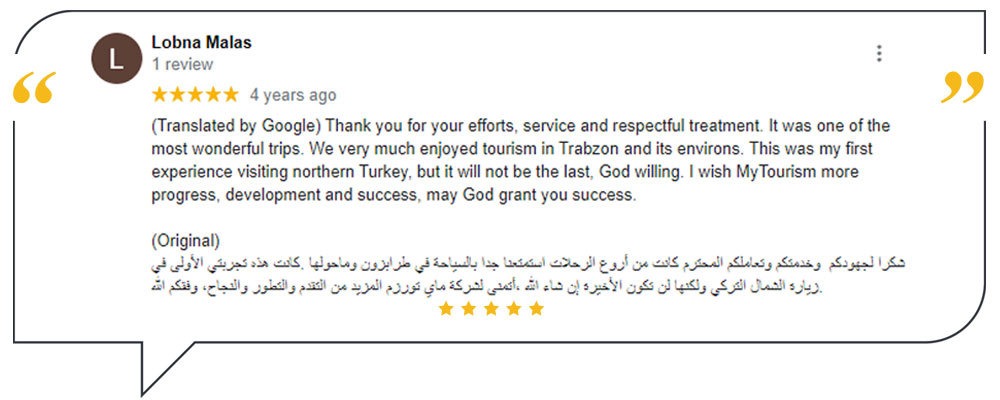 L
Lobna Malas
1 review
4 years ago
(Translated by Google) Thank you for your efforts, service and respectful treatment. It was one of the
most wonderful trips. We very much enjoyed tourism in Trabzon and its environs. This was my first
experience visiting northern Turkey, but it will not be the last, God willing. I wish MyTourism more
progress, development and success, may God grant you success.
(Original)
شكرا لجهودكم وخدمتكم وتعاملكم المحترم كانت من أروع الرحلات استمتعنا جدا بالسياحة في طرابزون وماحولها .كانت هذه تجربتي الأولى في
زياره الشمال التركي ولكنها لن تكون الأخيره إن شاء الله ،أتمنى لشركة ماي تورزم المزيد من التقدم والتطور والنجاح، وفقكم الله.